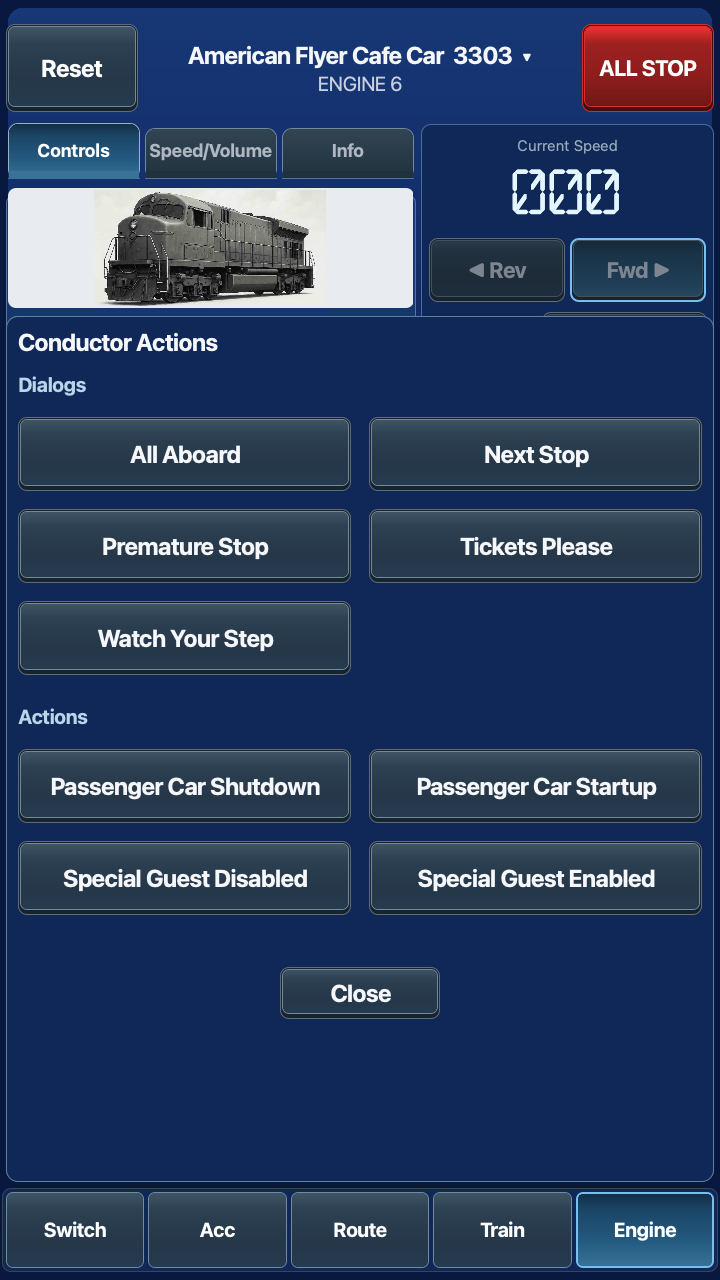 Reset
American Flyer Cafe Car 3303 ▼
ENGINE 6
ALL STOP
Controls
Speed/Volume
Info
Current Speed
000
◀ Rev
Fwd ▶
Conductor Actions
Dialogs
All Aboard
Next Stop
Premature Stop
Tickets Please
Watch Your Step
Actions
Passenger Car Shutdown
Passenger Car Startup
Special Guest Disabled
Special Guest Enabled
Close
Switch
Acc
Route
Train
Engine